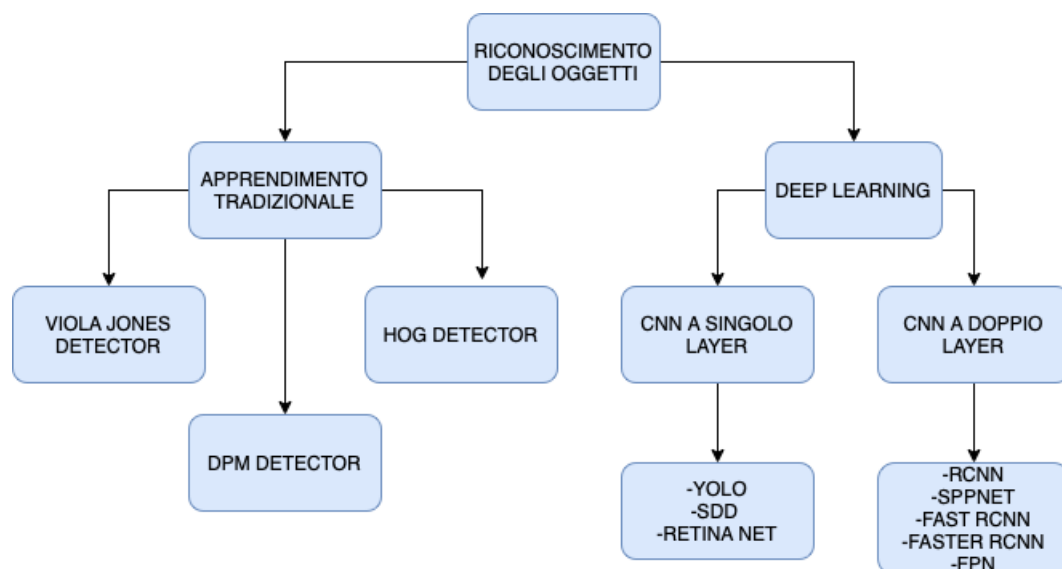 RICONOSCIMENTO
DEGLI OGGETTI
APPRENDIMENTO
TRADIZIONALE
DEEP LEARNING
VIOLA JONES
DETECTOR
HOG DETECTOR
CNN A SINGOLO
LAYER
CNN A DOPPIO
LAYER
DPM DETECTOR
-YOLO
-SDD
-RETINA NET
-RCNN
-SPPNET
-FAST RCNN
-FASTER RCNN
-FPN